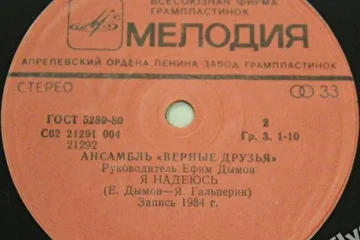 ВСЕСОЮЗНАЯ ФИРМА
ГРАМПЛАСТИНОК
МЕЛОДИЯ
АПРЕЛЕВСКИЙ ОРДЕНА ЛЕНИНА ЗАВОД ГРАМПЛАСТИНОК
СТЕРЕО 33
ГОСТ 5289-80 2
С62 21291 004 Гр. 3. 1-10
21292
АНСАМБЛЬ «ВЕРНЫЕ ДРУЗЬЯ»
Руководитель Ефим Дымов
Я НАДЕЮСЬ
(Е. Дымов—Я. Гальперин)
Запись 1984 г.